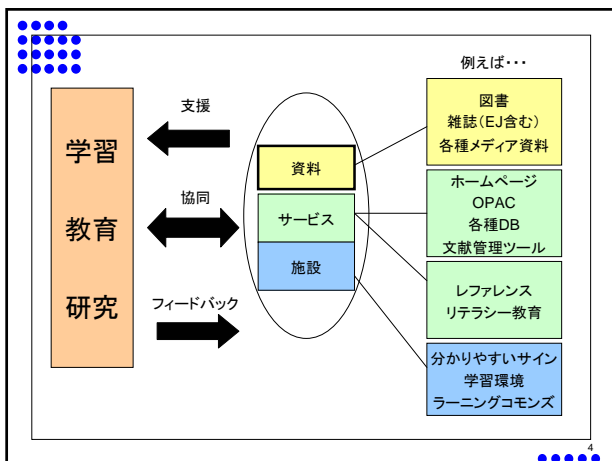 学習
教育
研究
支援
協同
フィードバック
資料
サービス
施設
例えば・・・
図書
雑誌(EJ含む)
各種メディア資料
ホームページ
OPAC
各種DB
文献管理ツール
レファレンス
リテラシー教育
分かりやすいサイン
学習環境
ラーニングコモンズ
4